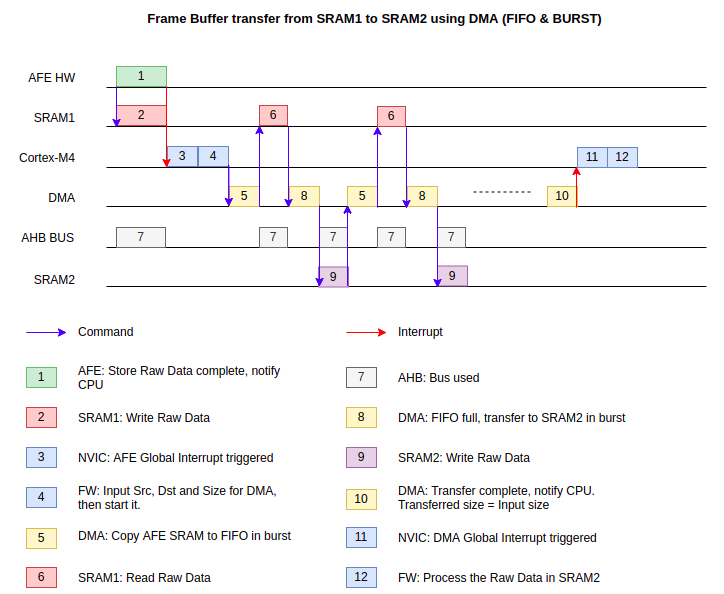 Frame Buffer transfer from SRAM1 to SRAM2 using DMA (FIFO & BURST)
AFE HW
1
SRAM1
2
6
6
Cortex-M4
3
4
11
12
DMA
5
8
5
8
10
AHB BUS
7
7
7
7
7
SRAM2
9
9
Command
Interrupt
1
AFE: Store Raw Data complete, notify
CPU
7
AHB: Bus used
2
SRAM1: Write Raw Data
8
DMA: FIFO full, transfer to SRAM2 in burst
3
NVIC: AFE Global Interrupt triggered
9
SRAM2: Write Raw Data
4
FW: Input Src, Dst and Size for DMA,
then start it.
10
DMA: Transfer complete, notify CPU.
Transferred size = Input size
5
DMA: Copy AFE SRAM to FIFO in burst
11
NVIC: DMA Global Interrupt triggered
6
SRAM1: Read Raw Data
12
FW: Process the Raw Data in SRAM2